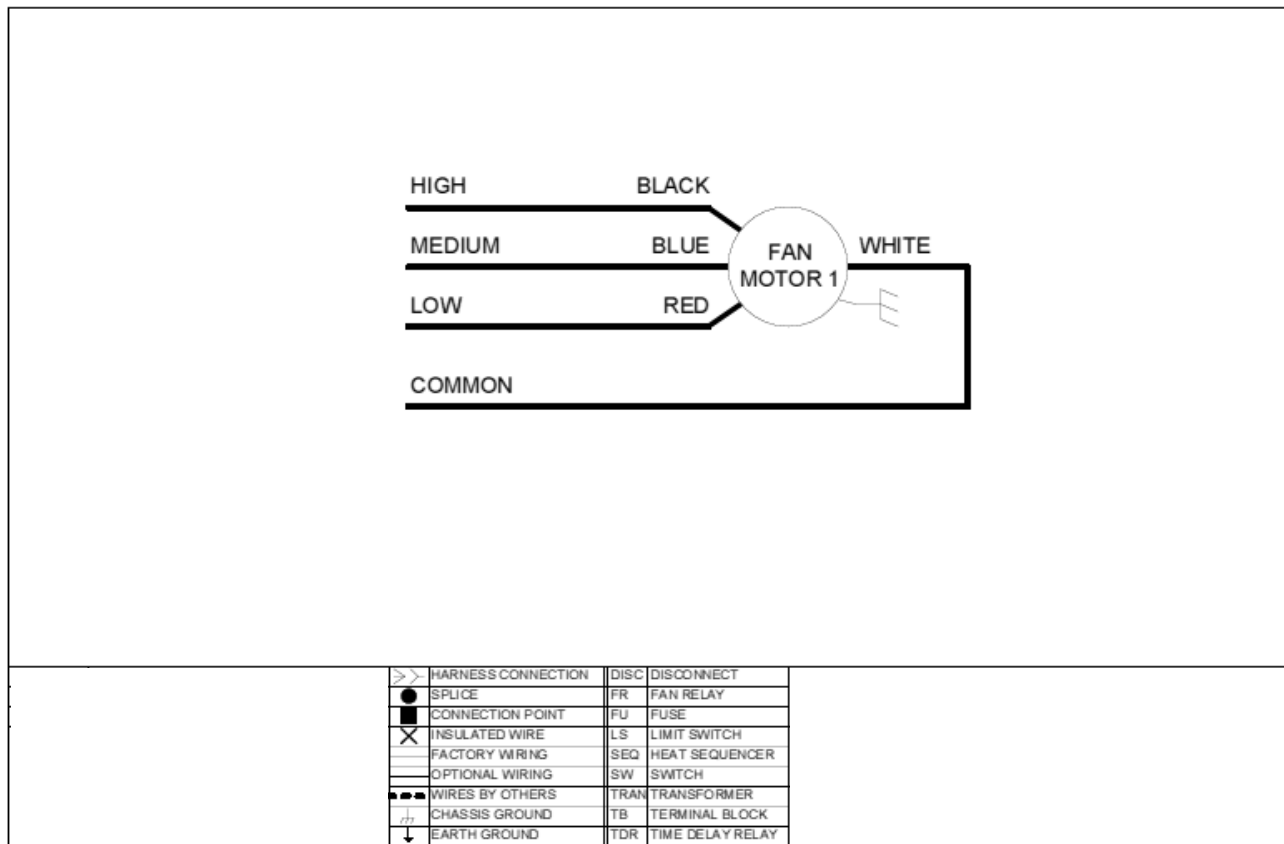 HIGH BLACK
MEDIUM BLUE FAN WHITE
MOTOR 1
LOW RED
COMMON
HARNESS CONNECTION DISC DISCONNECT
SPLICE FR FAN RELAY
CONNECTION POINT FU FUSE
INSULATED WIRE LS LIMIT SWITCH
FACTORY WIRING SEQ HEAT SEQUENCER
OPTIONAL WIRING SW SWITCH
WIRES BY OTHERS TRAN TRANSFORMER
CHASSIS GROUND TB TERMINAL BLOCK
EARTH GROUND TDR TIME DELAY RELAY